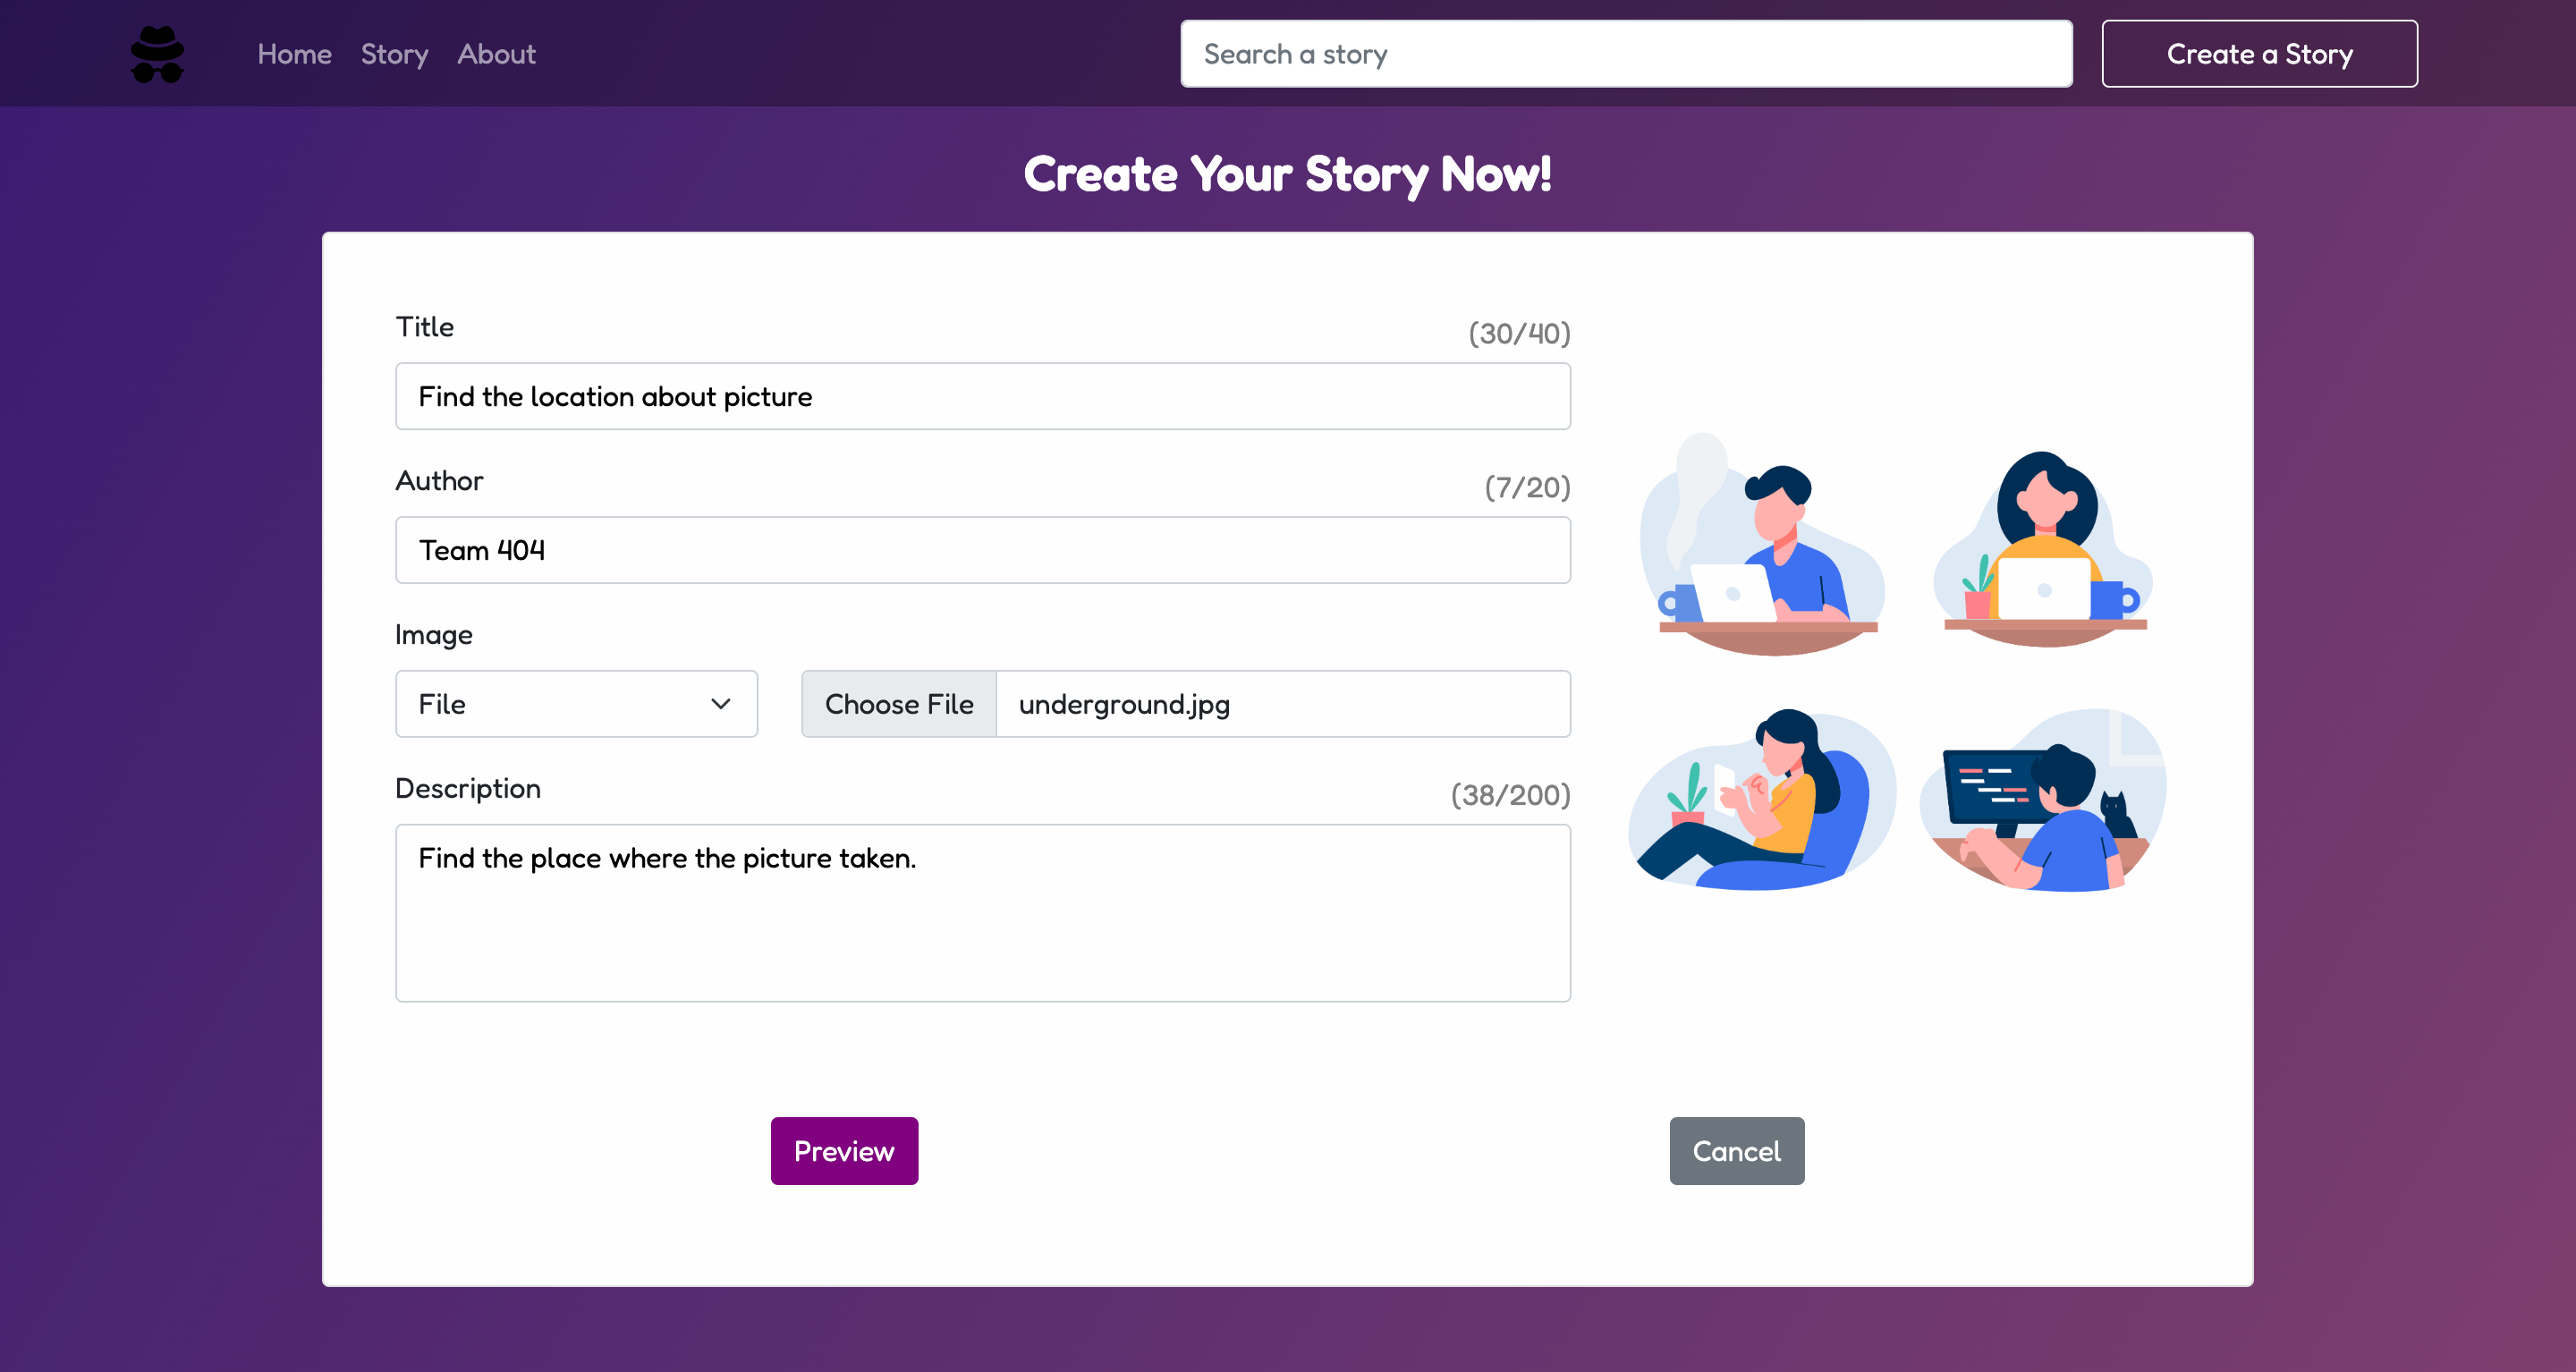 Home Story About
Search a story
Create a Story
Create Your Story Now!
Title
(30/40)
Find the location about picture
Author
(7/20)
Team 404
Image
File
Choose File
underground.jpg
Description
(38/200)
Find the place where the picture taken.
Preview
Cancel